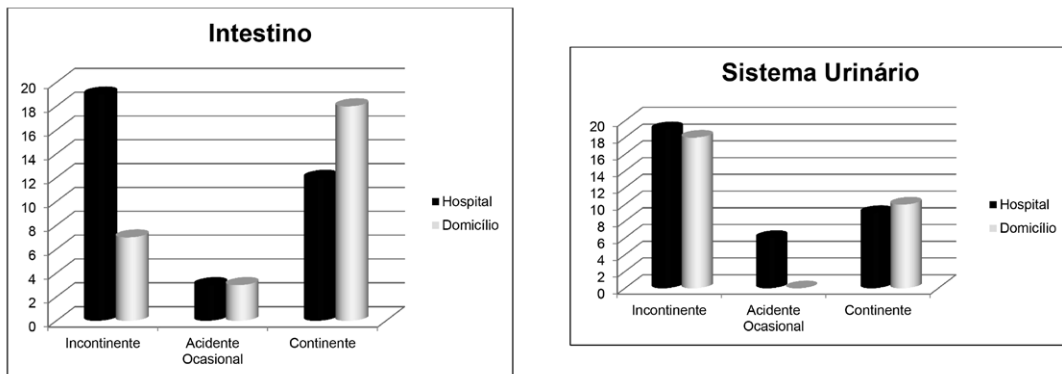 Intestino
20
18
16
14
12
10
8
6
4
2
0
Incontinente
Acidente
Ocasional
Continente
Hospital
Domicílio
Sistema Urinário
20
18
16
14
12
10
8
6
4
2
0
Incontinente
Acidente
Ocasional
Continente
Hospital
Domicílio